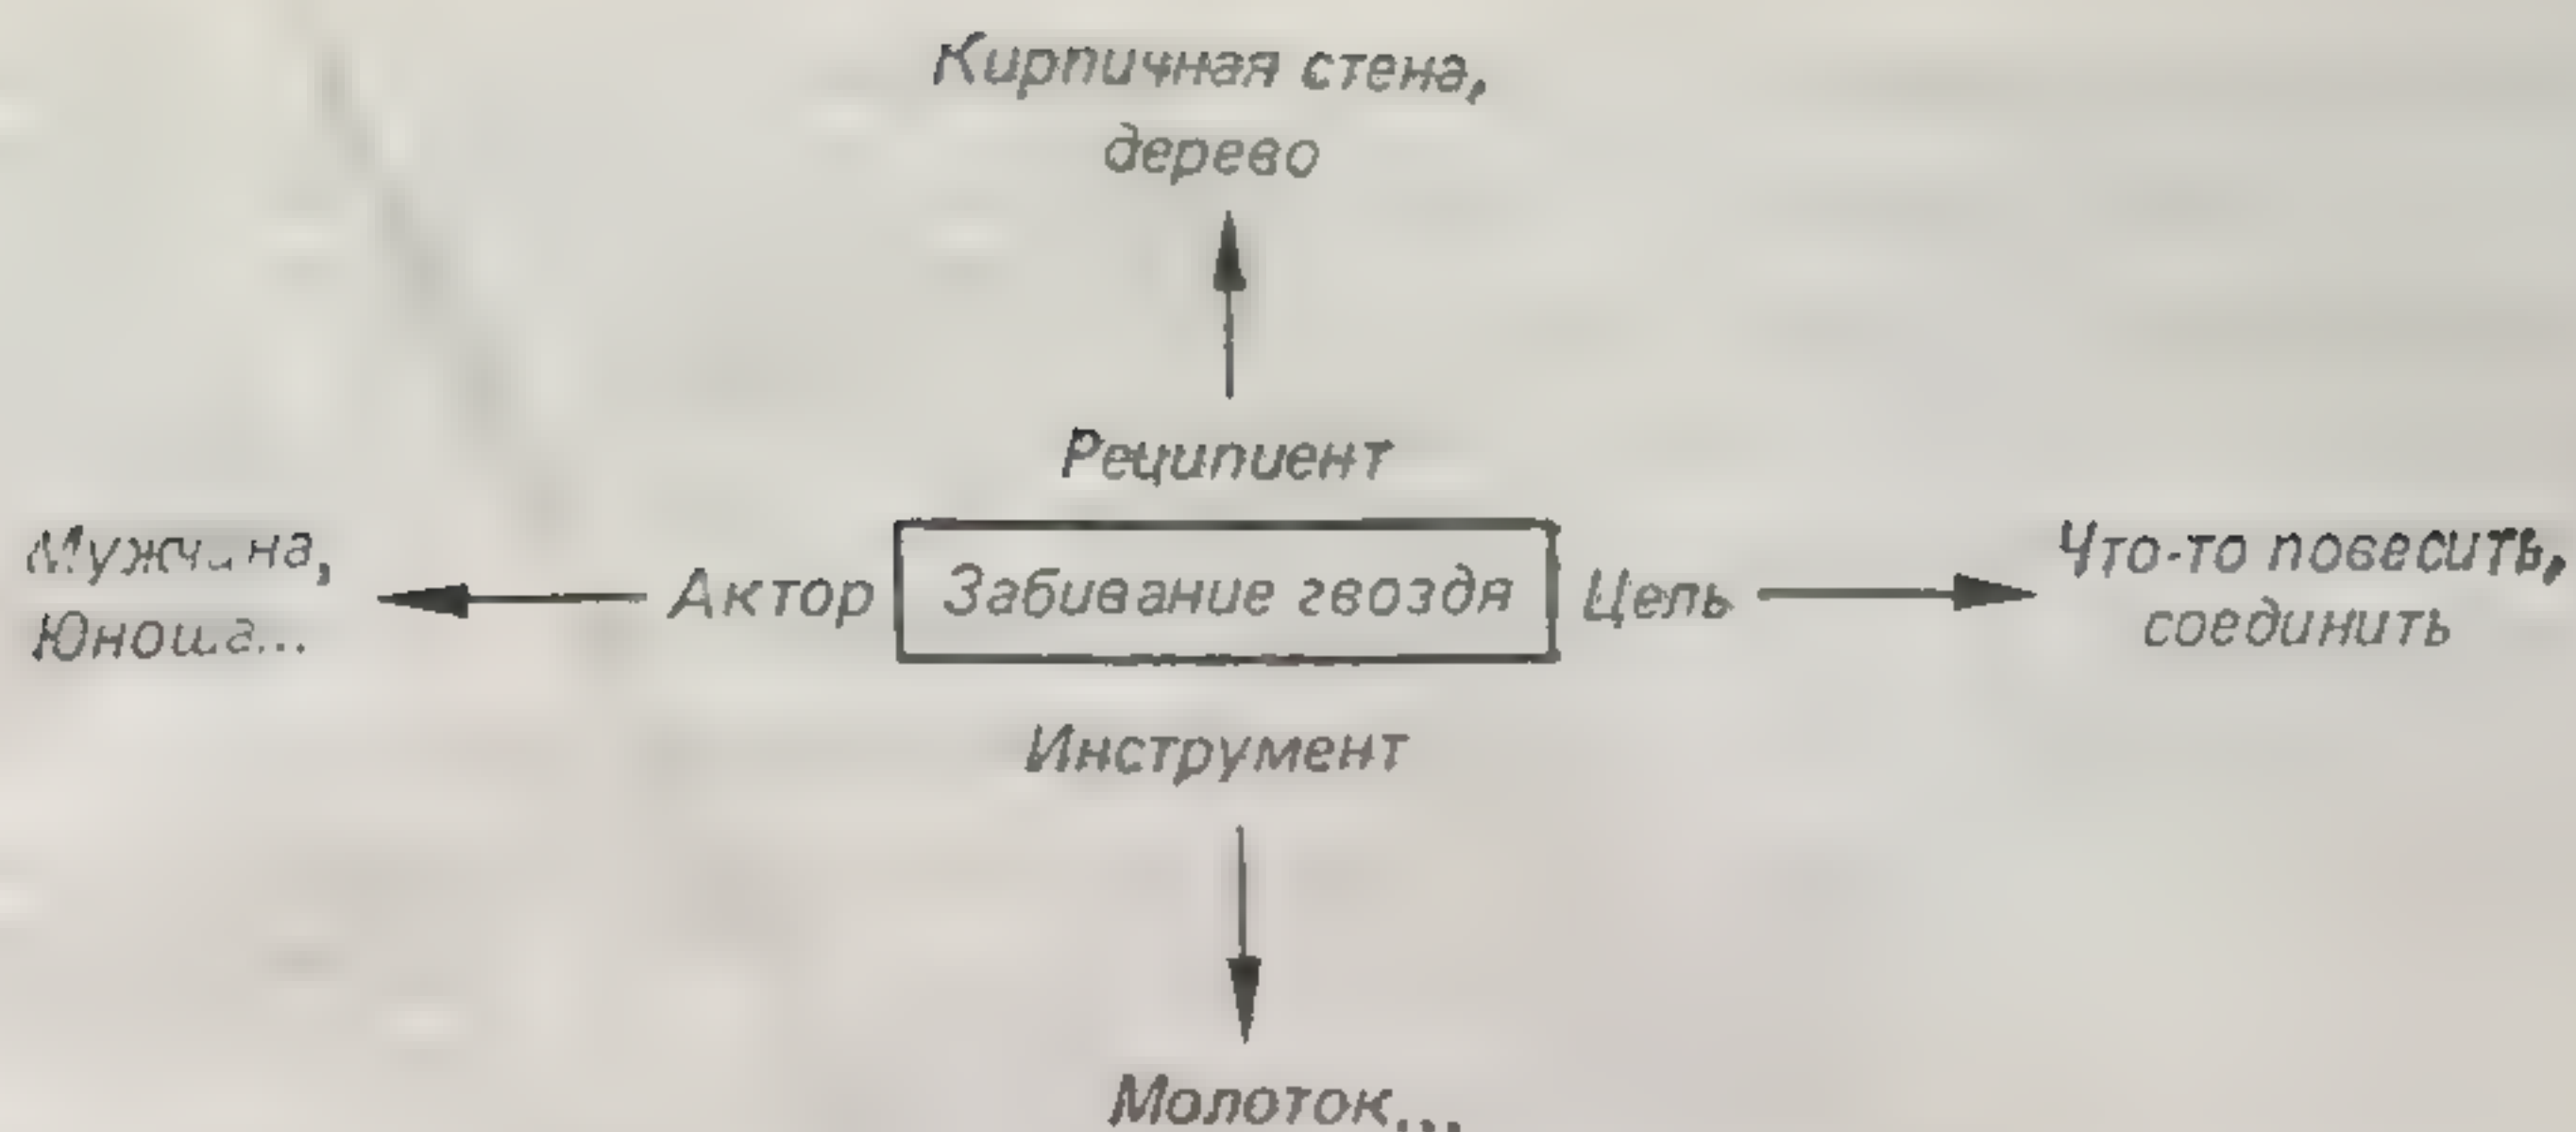 Кирпичная стена,
дерево
Реципиент
Мужчина,
Юноша...
Актор
Забивание гвоздя
Цель
Что-то повесить,
соединить
Инструмент
Молоток...